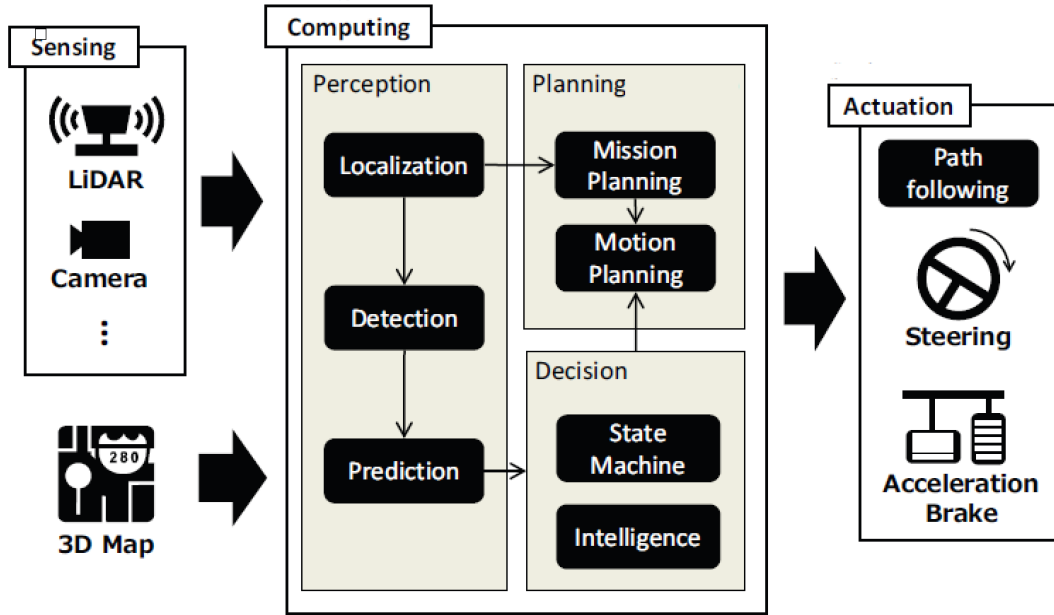 Sensing
LiDAR
Camera
280
3D Map
Computing
Perception
Localization
Detection
Prediction
Planning
Mission
Planning
Motion
Planning
Decision
State
Machine
Intelligence
Actuation
Path
following
Steering
Acceleration
Brake